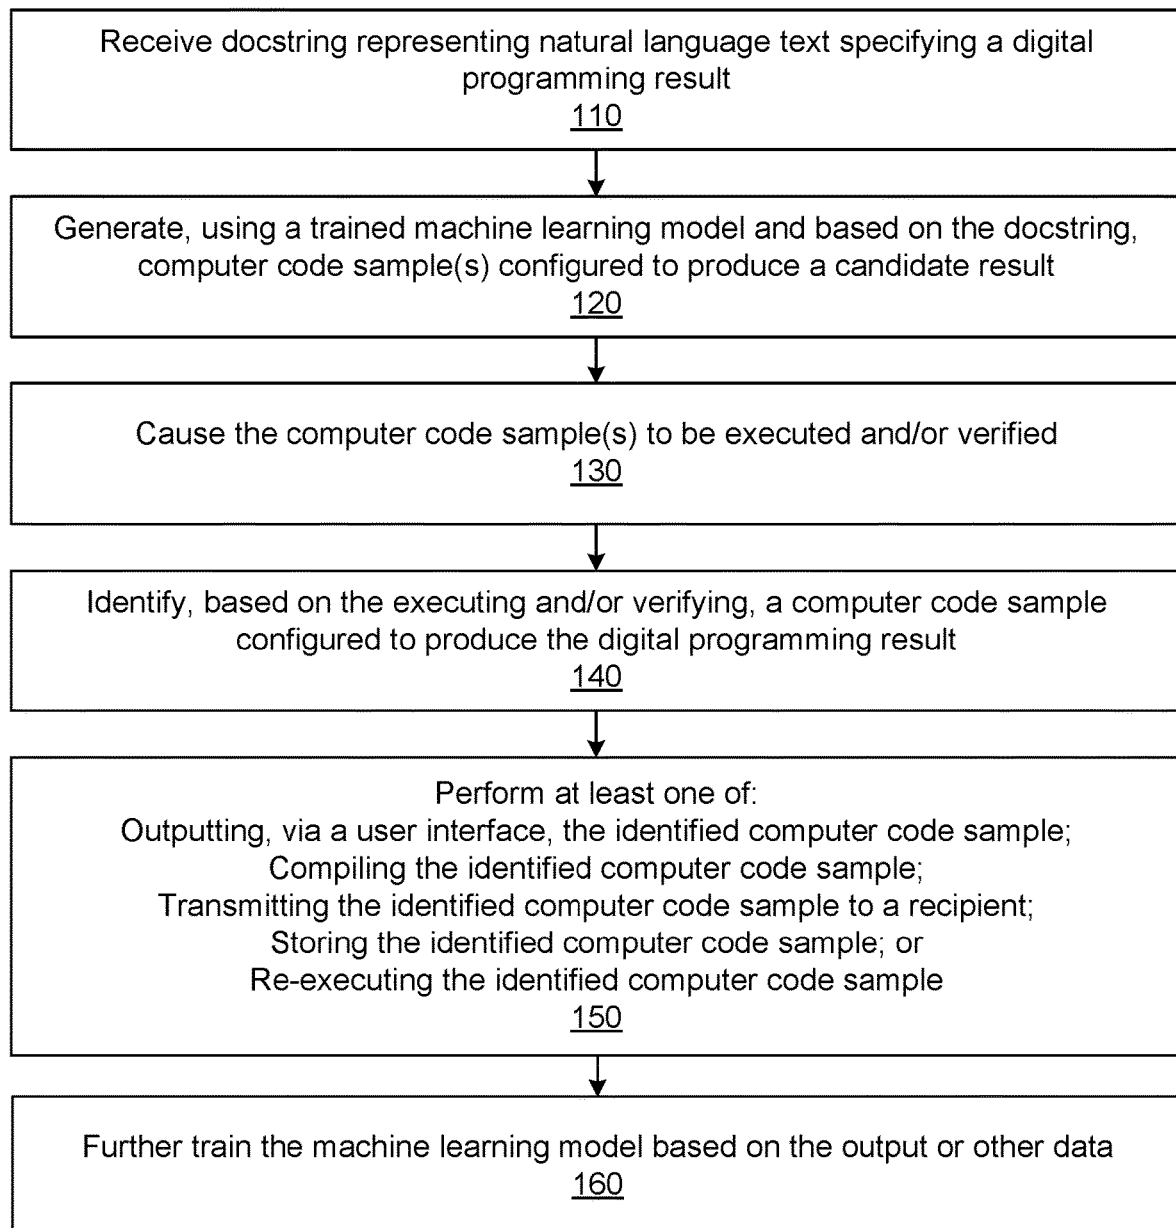 Receive docstring representing natural language text specifying a digital
programming result
110
Generate, using a trained machine learning model and based on the docstring,
computer code sample(s) configured to produce a candidate result
120
Cause the computer code sample(s) to be executed and/or verified
130
Identify, based on the executing and/or verifying, a computer code sample
configured to produce the digital programming result
140
Perform at least one of:
Outputting, via a user interface, the identified computer code sample;
Compiling the identified computer code sample;
Transmitting the identified computer code sample to a recipient;
Storing the identified computer code sample; or
Re-executing the identified computer code sample
150
Further train the machine learning model based on the output or other data
160